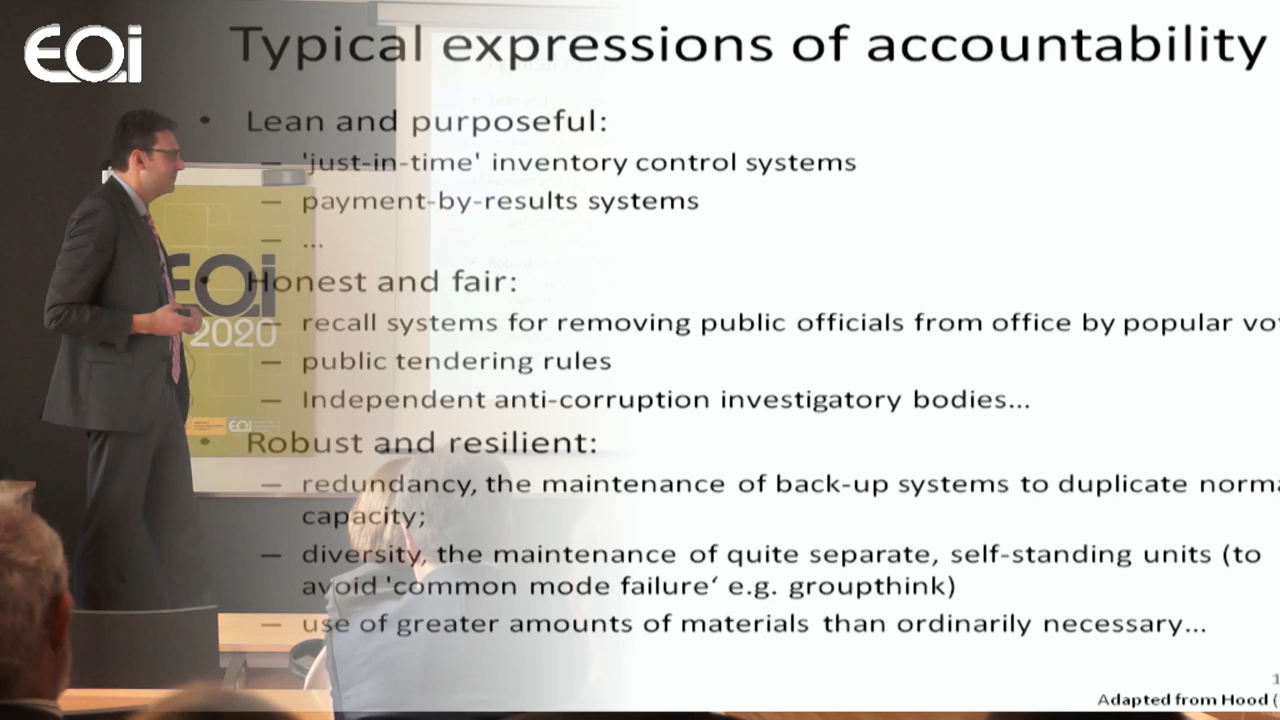 EOi
Typical expressions of accountability
• Lean and purposeful:
– 'just-in-time' inventory control systems
– payment-by-results systems
– ...
• Honest and fair:
– recall systems for removing public officials from office by popular
– public tendering rules
– Independent anti-corruption investigatory bodies...
• Robust and resilient:
– redundancy, the maintenance of back-up systems to duplicate
capacity;
– diversity, the maintenance of quite separate, self-standing units (to
avoid 'common mode failure‘ e.g. groupthink)
– use of greater amounts of materials than ordinarily necessary...
Adapted from Hood (
EOi
2020
EOi